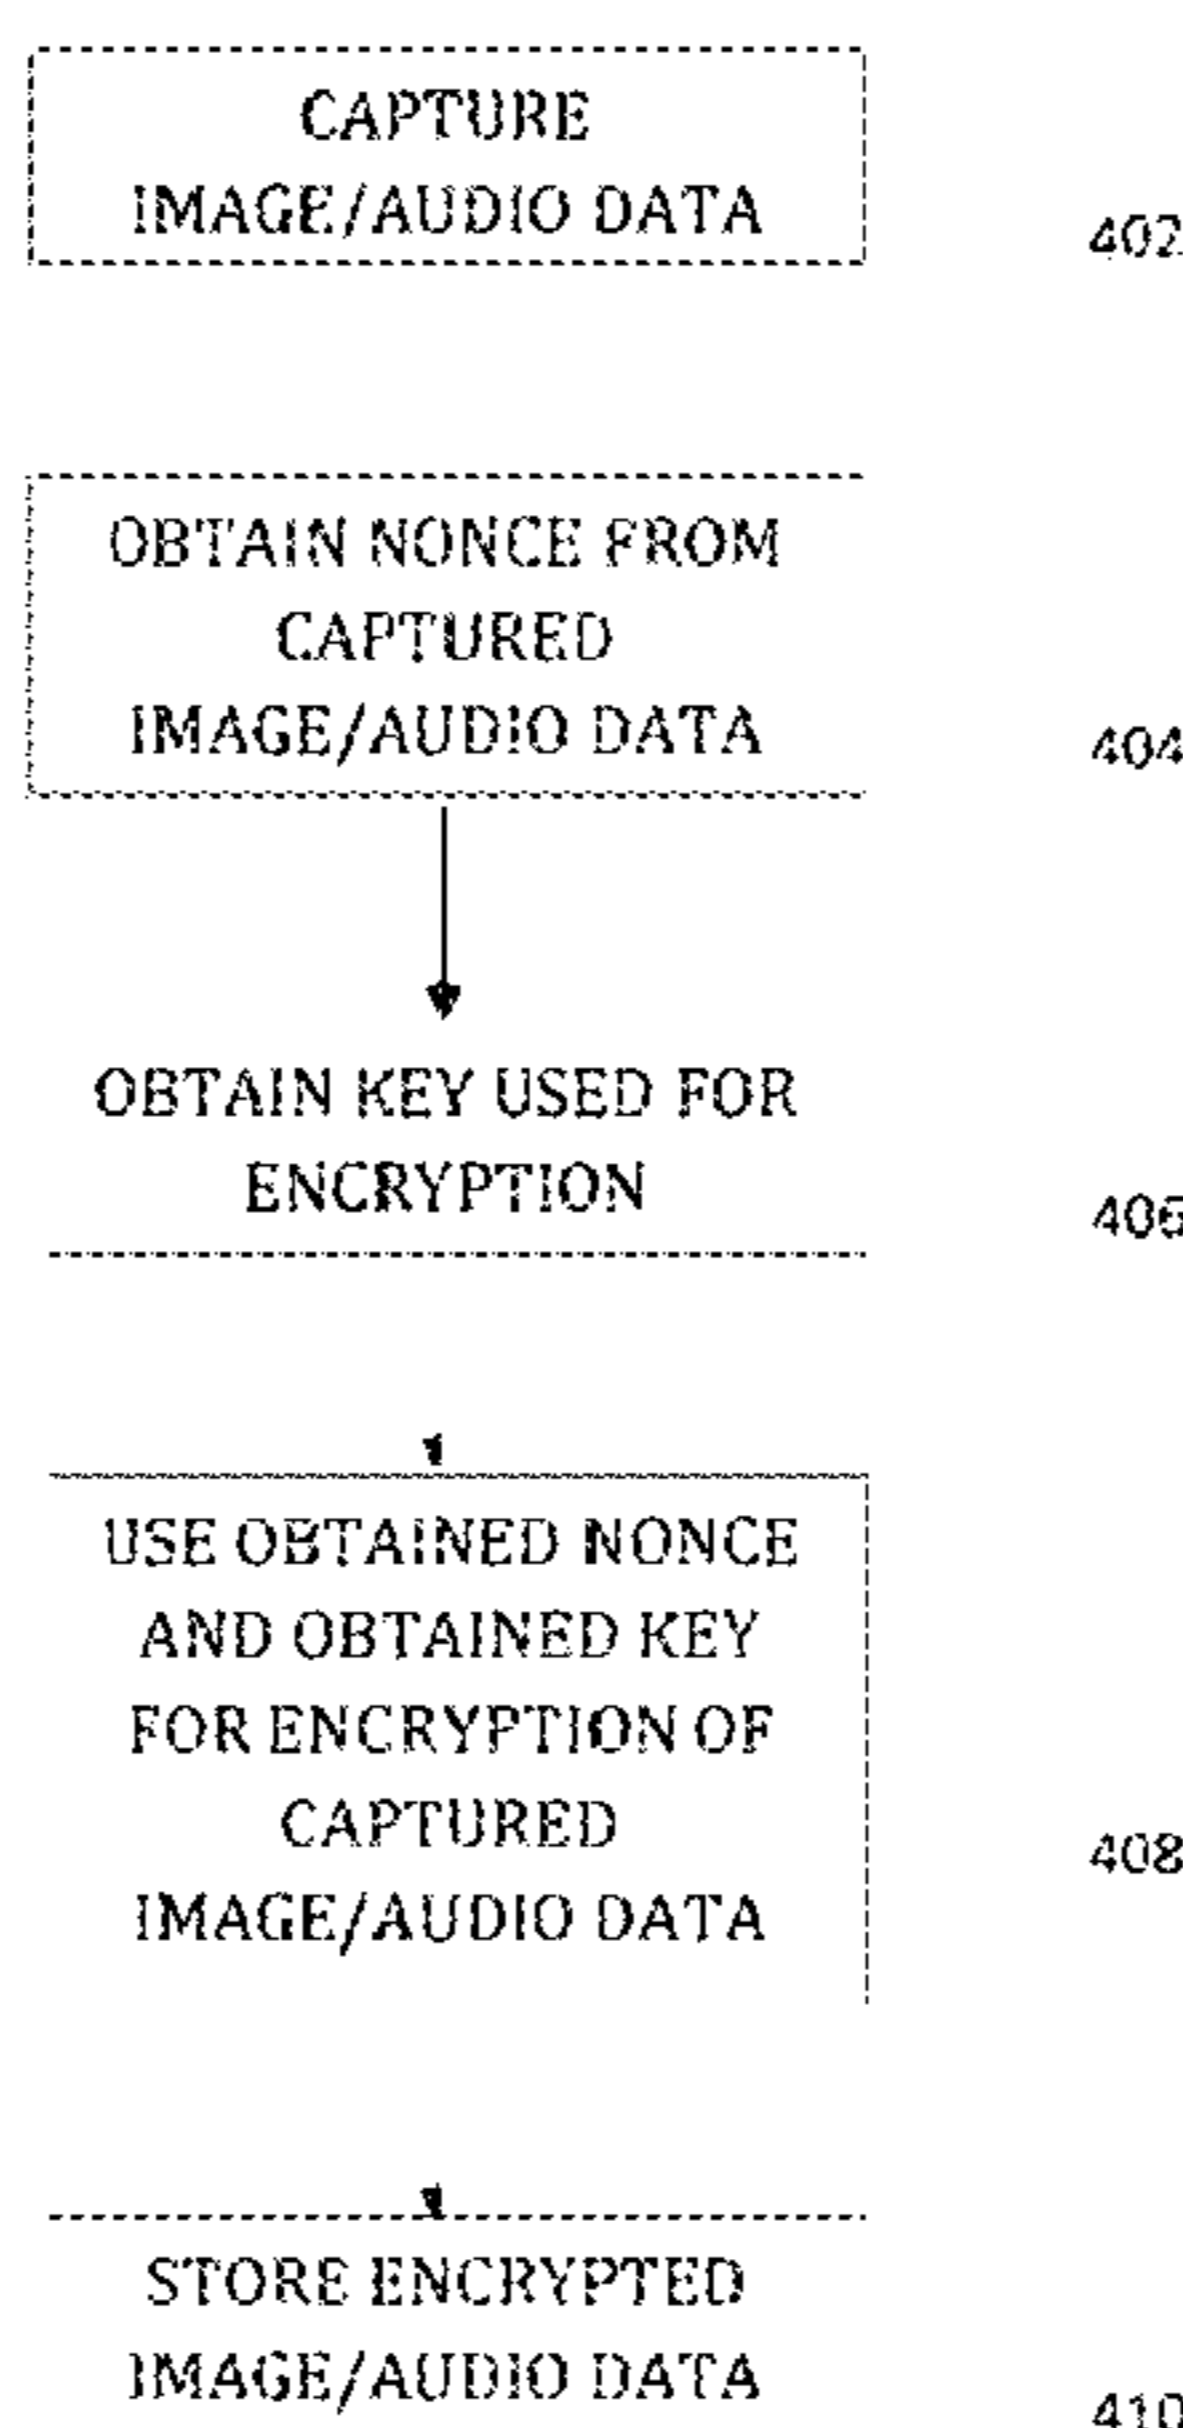 CAPTURE
IMAGE/AUDIO DATA
402
OBTAIN NONCE FROM
CAPTURED
IMAGE/AUDIO DATA
404
OBTAIN KEY USED FOR
ENCRYPTION
406
USE OBTAINED NONCE
AND OBTAINED KEY
FOR ENCRYPTION OF
CAPTURED
IMAGE/AUDIO DATA
408
STORE ENCRYPTED
IMAGE/AUDIO DATA
410